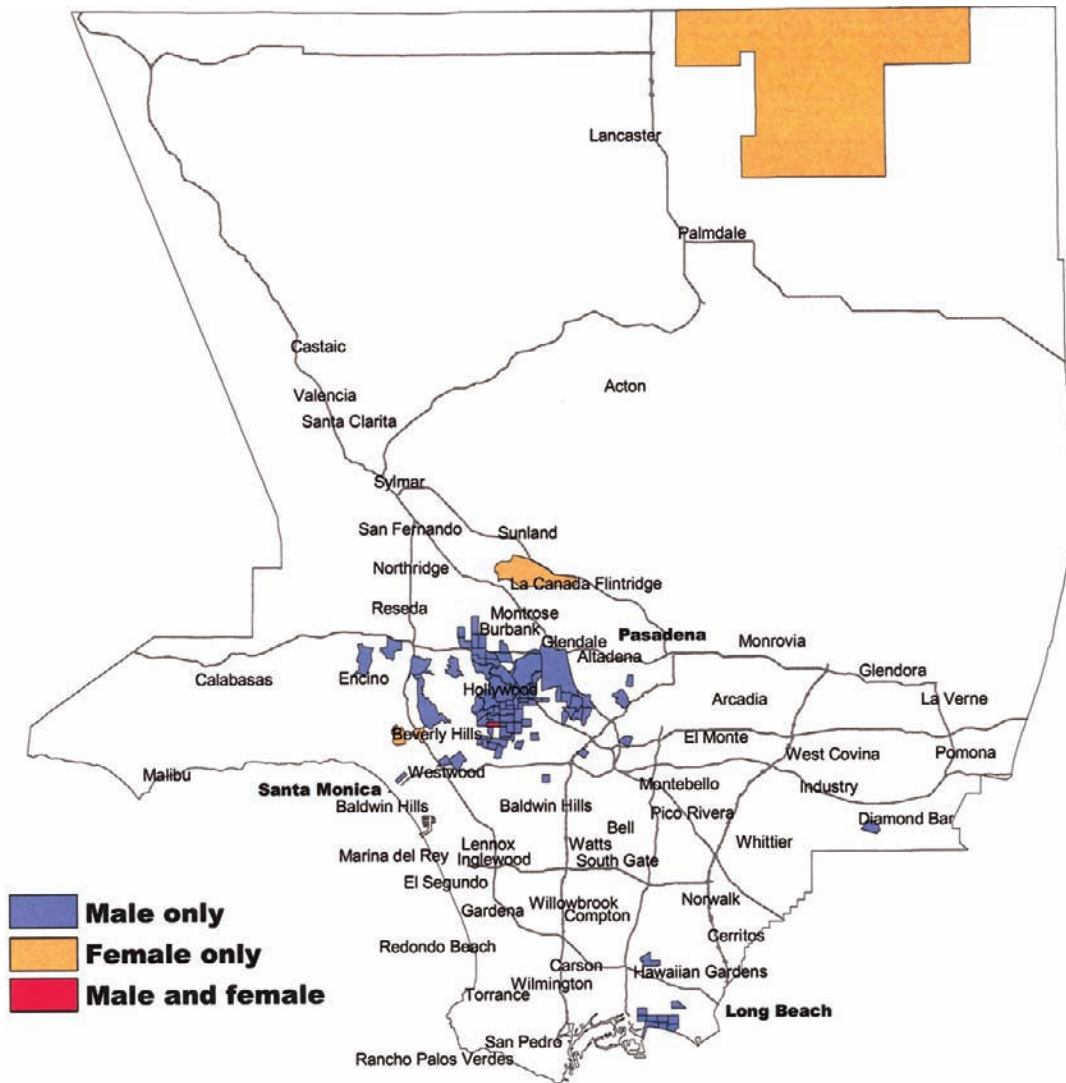 Lancaster
Palmdale
Castaic
Acton
Valencia
Santa Clarita
Sylmar
San Fernando
Sunland
Northridge
La Canada Flintridge
Reseda
Montrose
Burbank
Glendale
Pasadena
Monrovia
Altadena
Calabasas
Encino
Hollywood
Glendora
Arcadia
La Verne
Beverly Hills
El Monte
West Covina
Pomona
Malibu
Westwood
Santa Monica
Montebello
Industry
Baldwin Hills
Baldwin Hills
Pico Rivera
Diamond Bar
Bell
Marina del Rey
Lennox
Watts
Whittier
Inglewood
South Gate
El Segundo
Gardena
Willowbrook
Compton
Norwalk
Redondo Beach
Cerritos
Carson
Hawaiian Gardens
Wilmington
Torrance
Long Beach
San Pedro
Rancho Palos Verdes
Male only
Female only
Male and female